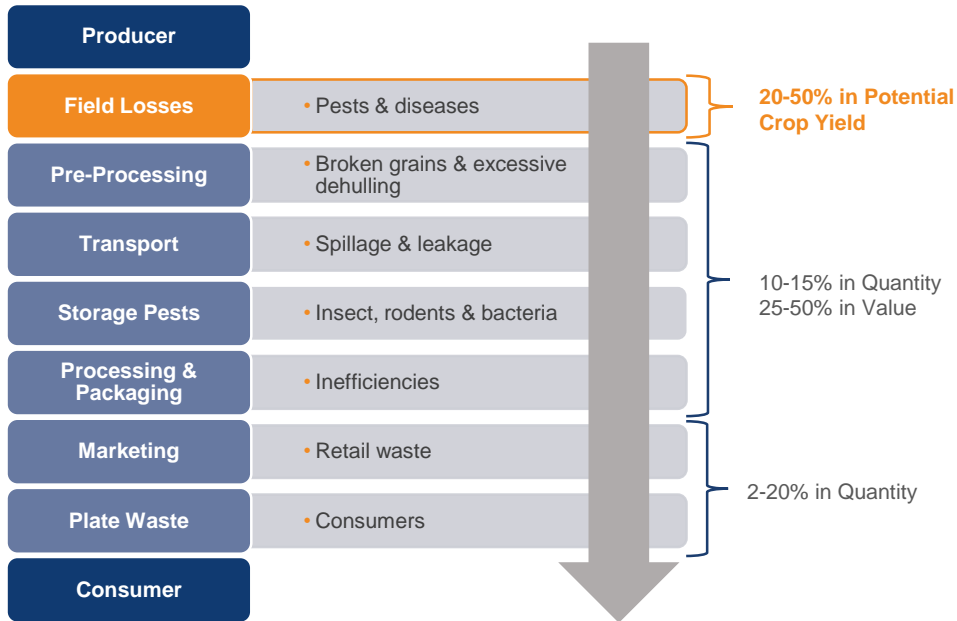 Producer
Field Losses
• Pests & diseases
20-50% in Potential
Crop Yield
Pre-Processing
• Broken grains & excessive
dehulling
Transport
• Spillage & leakage
10-15% in Quantity
25-50% in Value
Storage Pests
• Insect, rodents & bacteria
Processing &
Packaging
• Inefficiencies
Marketing
• Retail waste
2-20% in Quantity
Plate Waste
• Consumers
Consumer